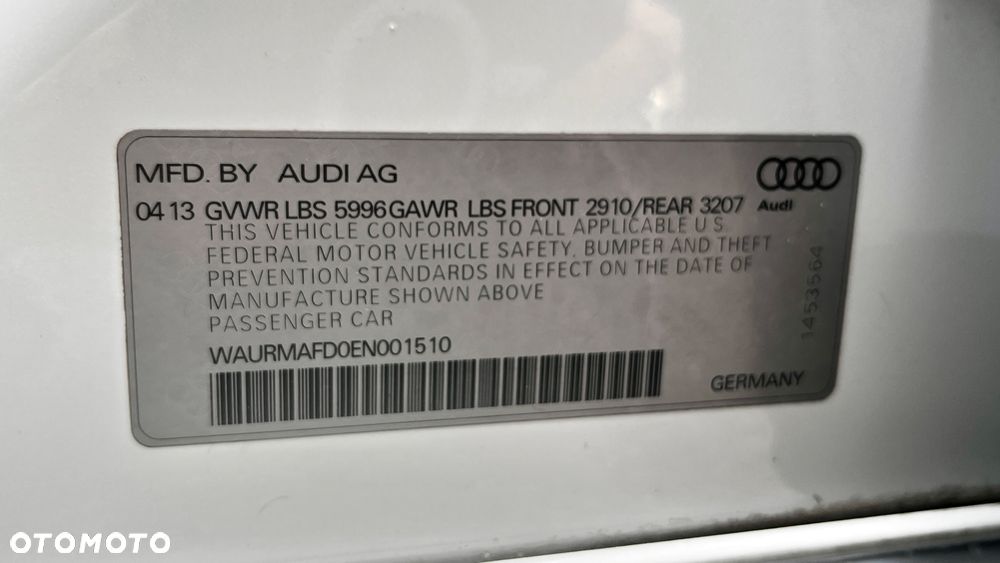 MFD. BY AUDI AG
04 13 GVWR LBS 5996 GAWR LBS FRONT 2910/REAR 3207
Audi
THIS VEHICLE CONFORMS TO ALL APPLICABLE U S
FEDERAL MOTOR VEHICLE SAFETY, BUMPER AND THEFT
PREVENTION STANDARDS IN EFFECT ON THE DATE OF
MANUFACTURE SHOWN ABOVE
PASSENGER CAR
1453564
WAURMAFD0EN001510
GERMANY
OTOMOTO